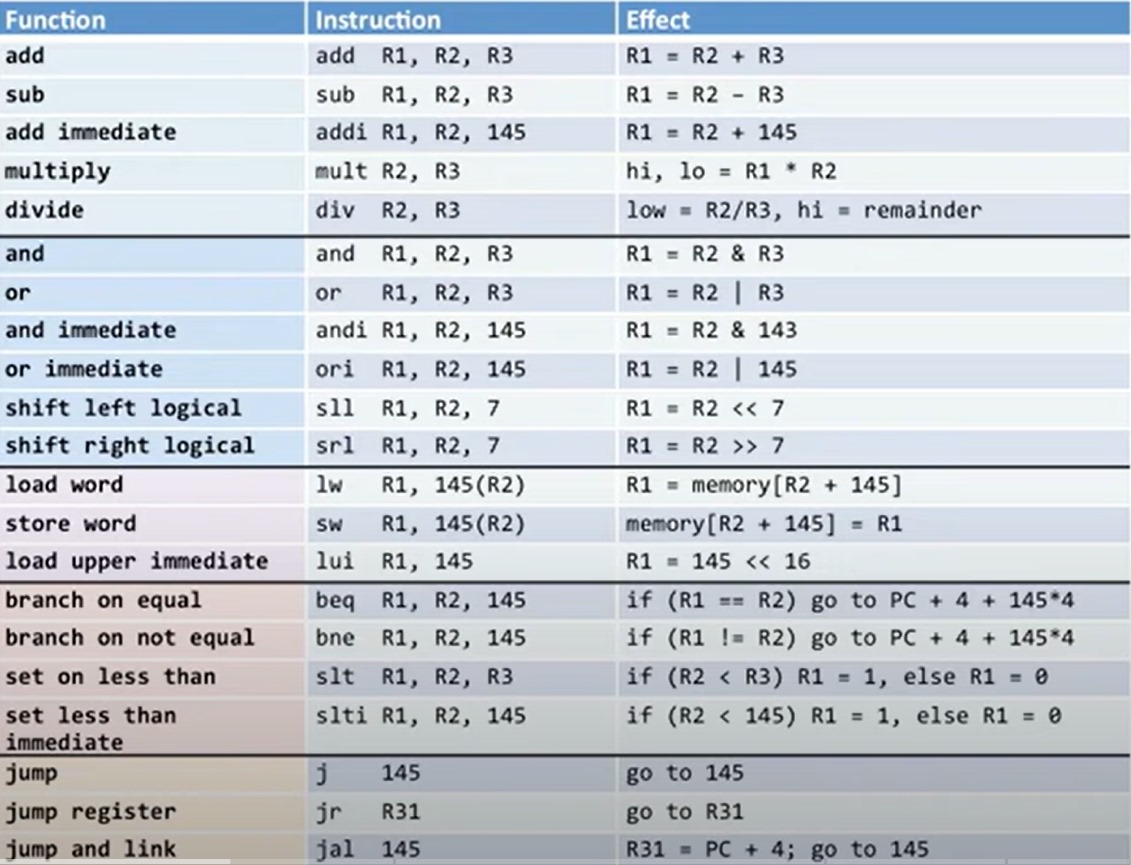 Function Instruction Effect
add add R1, R2, R3 R1 = R2 + R3
sub sub R1, R2, R3 R1 = R2 – R3
add immediate addi R1, R2, 145 R1 = R2 + 145
multiply mult R2, R3 hi, lo = R1 * R2
divide div R2, R3 low = R2/R3, hi = remainder
and and R1, R2, R3 R1 = R2 & R3
or or R1, R2, R3 R1 = R2 | R3
and immediate andi R1, R2, 145 R1 = R2 & 143
or immediate ori R1, R2, 145 R1 = R2 | 145
shift left logical sll R1, R2, 7 R1 = R2 << 7
shift right logical srl R1, R2, 7 R1 = R2 >> 7
load word lw R1, 145(R2) R1 = memory[R2 + 145]
store word sw R1, 145(R2) memory[R2 + 145] = R1
load upper immediate lui R1, 145 R1 = 145 << 16
branch on equal beq R1, R2, 145 if (R1 == R2) go to PC + 4 + 145*4
branch on not equal bne R1, R2, 145 if (R1 != R2) go to PC + 4 + 145*4
set on less than slt R1, R2, R3 if (R2 < R3) R1 = 1, else R1 = 0
set less than slti R1, R2, 145 if (R2 < 145) R1 = 1, else R1 = 0
immediate
jump j 145 go to 145
jump register jr R31 go to R31
jump and link jal 145 R31 = PC + 4; go to 145